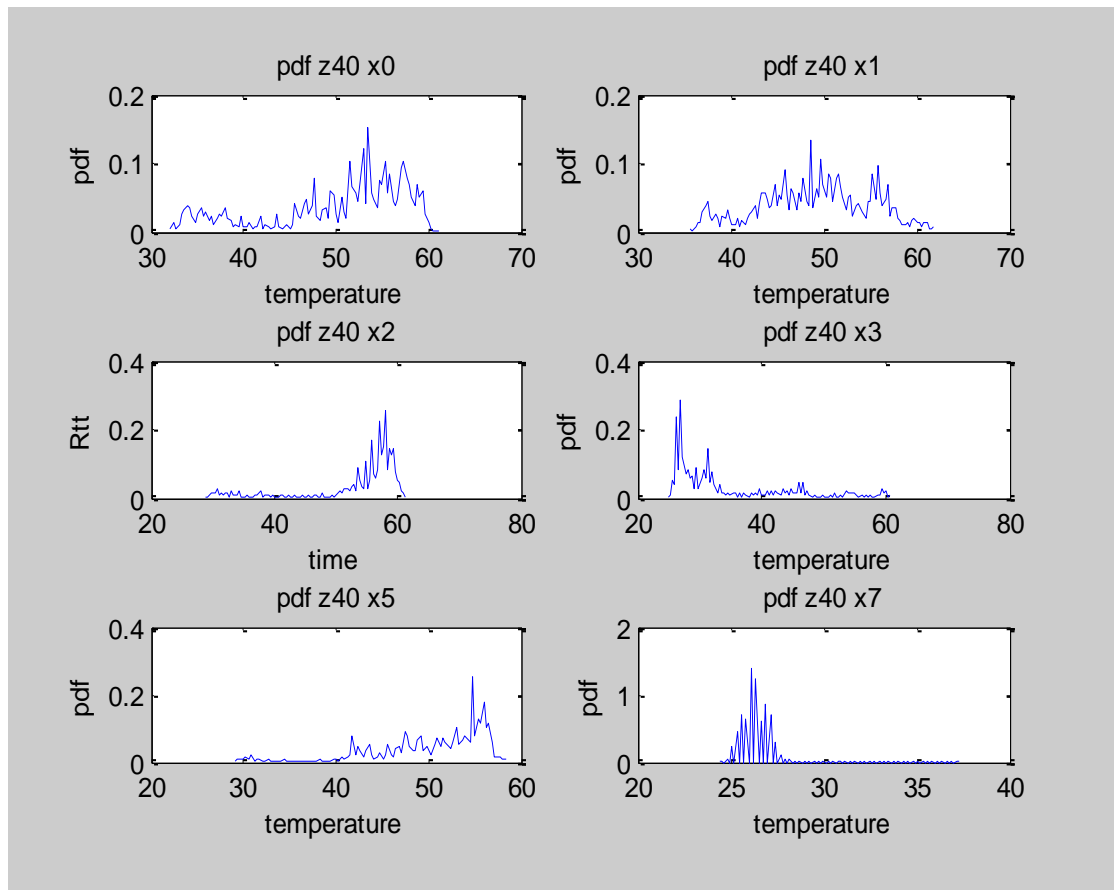 pdf z40 x0
pdf z40 x1
0.2
0.1
0
pdf
30 40 50 60 70
temperature
0.2
0.1
0
pdf
30 40 50 60 70
temperature
pdf z40 x2
pdf z40 x3
0.4
0.2
0
Rtt
20 40 60 80
time
0.4
0.2
0
pdf
20 40 60 80
temperature
pdf z40 x5
pdf z40 x7
0.4
0.2
0
pdf
20 30 40 50 60
temperature
2
1
0
pdf
20 25 30 35 40
temperature